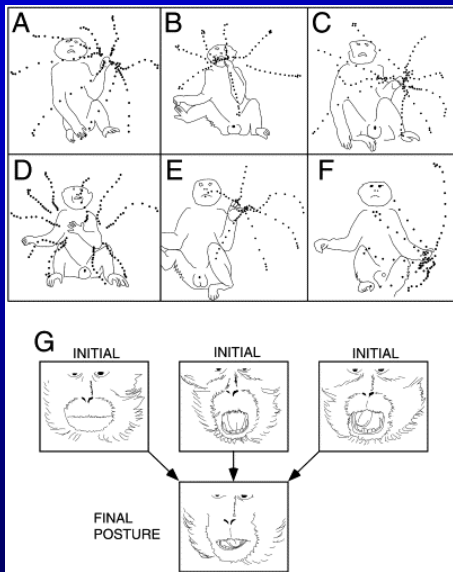 A B C
D E F
G
INITIAL INITIAL INITIAL
FINAL
POSTURE